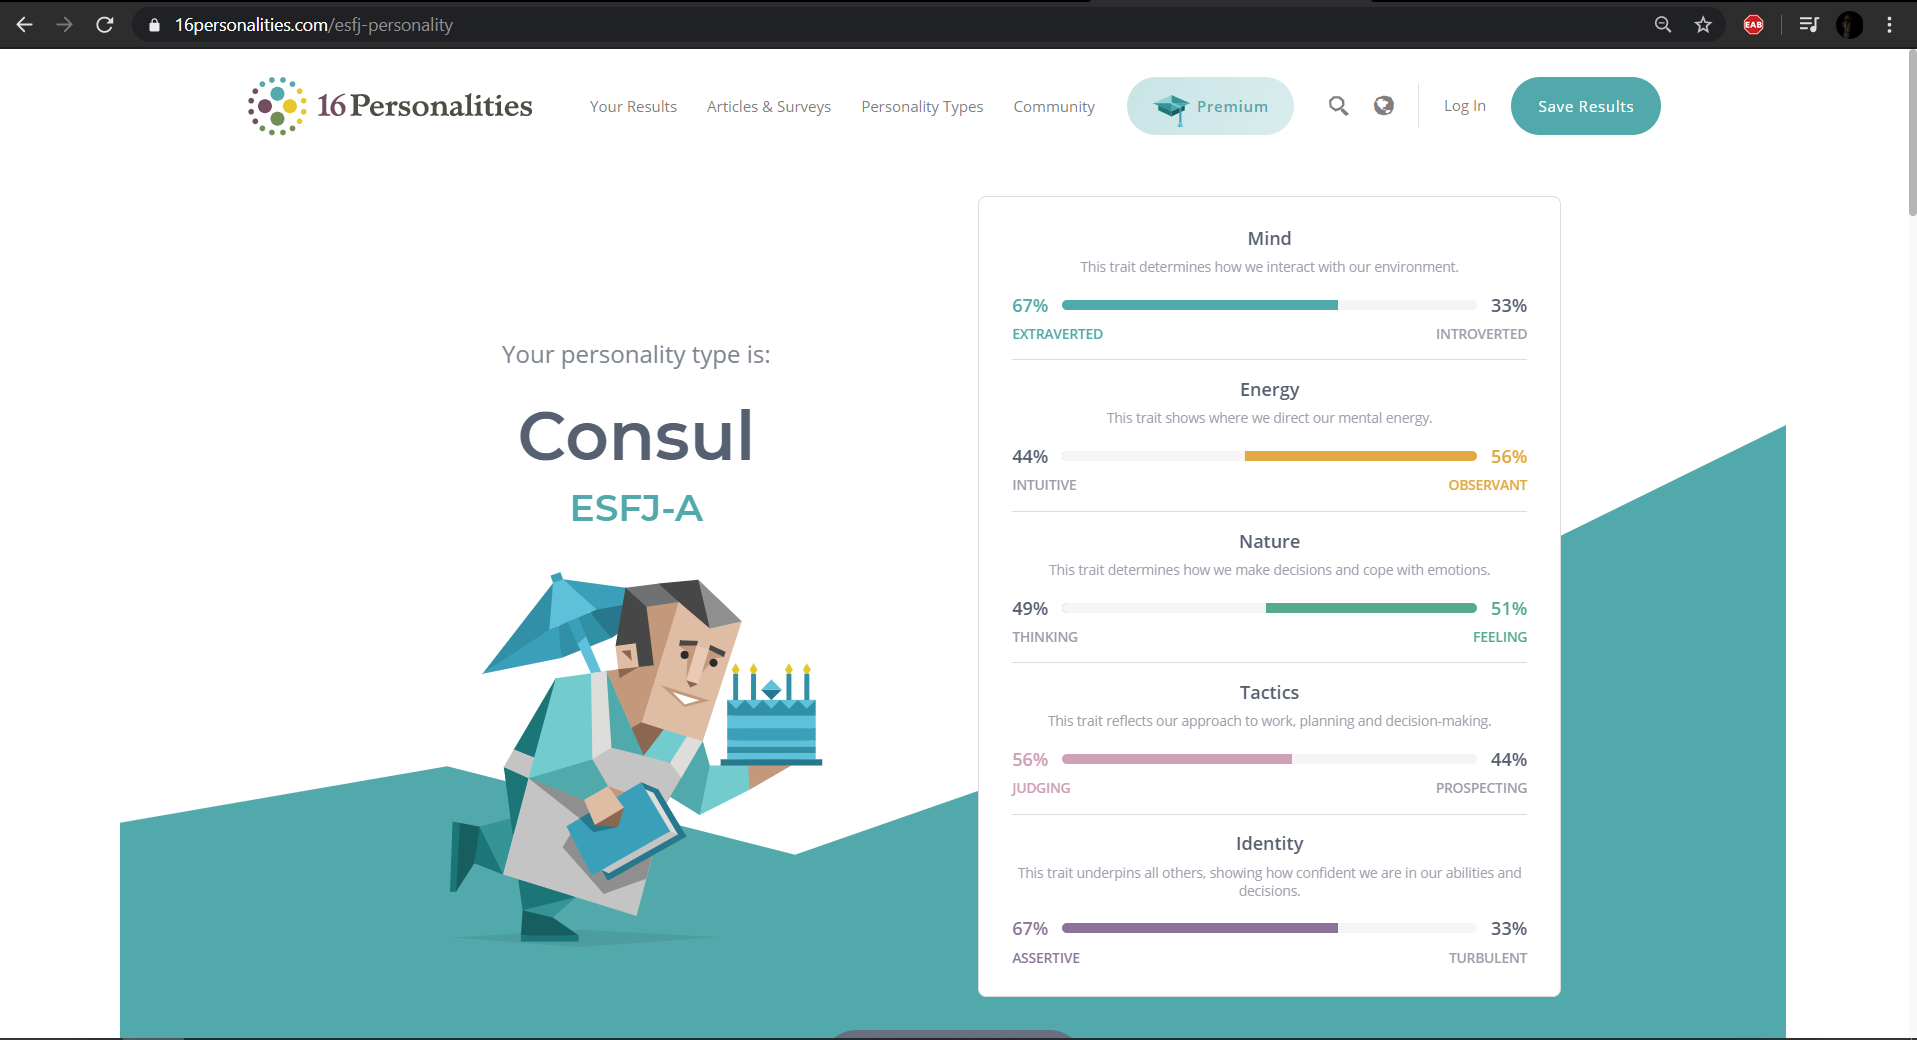 16personalities.com/esfj-personality
EAB
16Personalities
Your Results
Articles & Surveys
Personality Types
Community
Premium
Log In
Save Results
Your personality type is:
Consul
ESFJ-A
Mind
This trait determines how we interact with our environment.
67%
33%
EXTRAVERTED
INTROVERTED
Energy
This trait shows where we direct our mental energy.
44%
56%
INTUITIVE
OBSERVANT
Nature
This trait determines how we make decisions and cope with emotions.
49%
51%
THINKING
FEELING
Tactics
This trait reflects our approach to work, planning and decision-making.
56%
44%
JUDGING
PROSPECTING
Identity
This trait underpins all others, showing how confident we are in our abilities and
decisions.
67%
33%
ASSERTIVE
TURBULENT